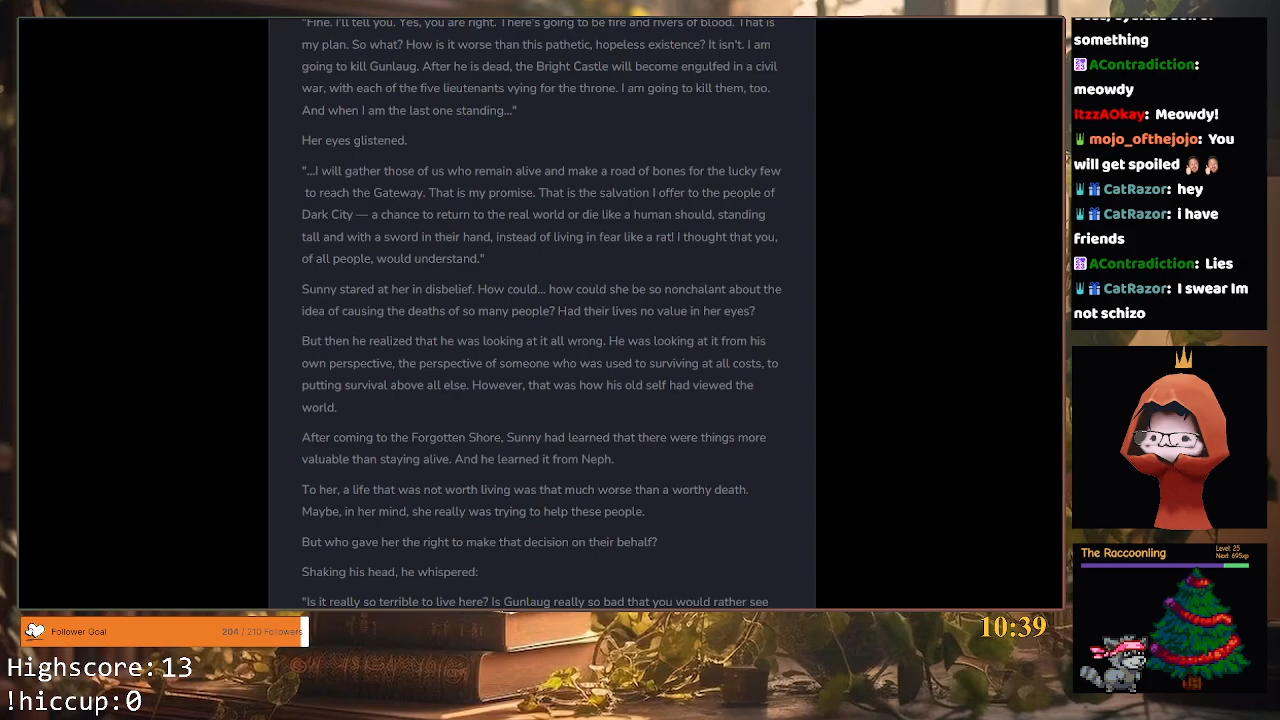 "Fine. I'll tell you. Yes, you are right. There's going to be fire and rivers of blood. That is
my plan. So what? How is it worse than this pathetic, hopeless existence? It isn't. I am
going to kill Gunlaug. After he is dead, the Bright Castle will become engulfed in a civil
war, with each of the five lieutenants vying for the throne. I am going to kill them, too.
And when I am the last one standing..."
Her eyes glistened.
"...I will gather those of us who remain alive and make a road of bones for the lucky few
to reach the Gateway. That is my promise. That is the salvation I offer to the people of
Dark City — a chance to return to the real world or die like a human should, standing
tall and with a sword in their hand, instead of living in fear like a rat! I thought that you,
of all people, would understand."
Sunny stared at her in disbelief. How could... how could she be so nonchalant about the
idea of causing the deaths of so many people? Had their lives no value in her eyes?
But then he realized that he was looking at it all wrong. He was looking at it from his
own perspective, the perspective of someone who was used to surviving at all costs, to
putting survival above all else. However, that was how his old self had viewed the
world.
After coming to the Forgotten Shore, Sunny had learned that there were things more
valuable than staying alive. And he learned it from Neph.
To her, a life that was not worth living was that much worse than a worthy death.
Maybe, in her mind, she really was trying to help these people.
But who gave her the right to make that decision on their behalf?
Shaking his head, he whispered:
"Is it really so terrible to live here? Is Gunlaug really so bad that you would rather see
something
AContradiction:
meowdy
ItzzAOkay: Meowdy!
mojo_ofthejojo: You
will get spoiled
CatRazor: hey
CatRazor: i have
friends
AContradiction: Lies
CatRazor: I swear Im
not schizo
The Raccoonling
Level: 25
Next: 695xp
Follower Goal
204 / 210 Followers
10:39
Highscore:13
!hiccup:0